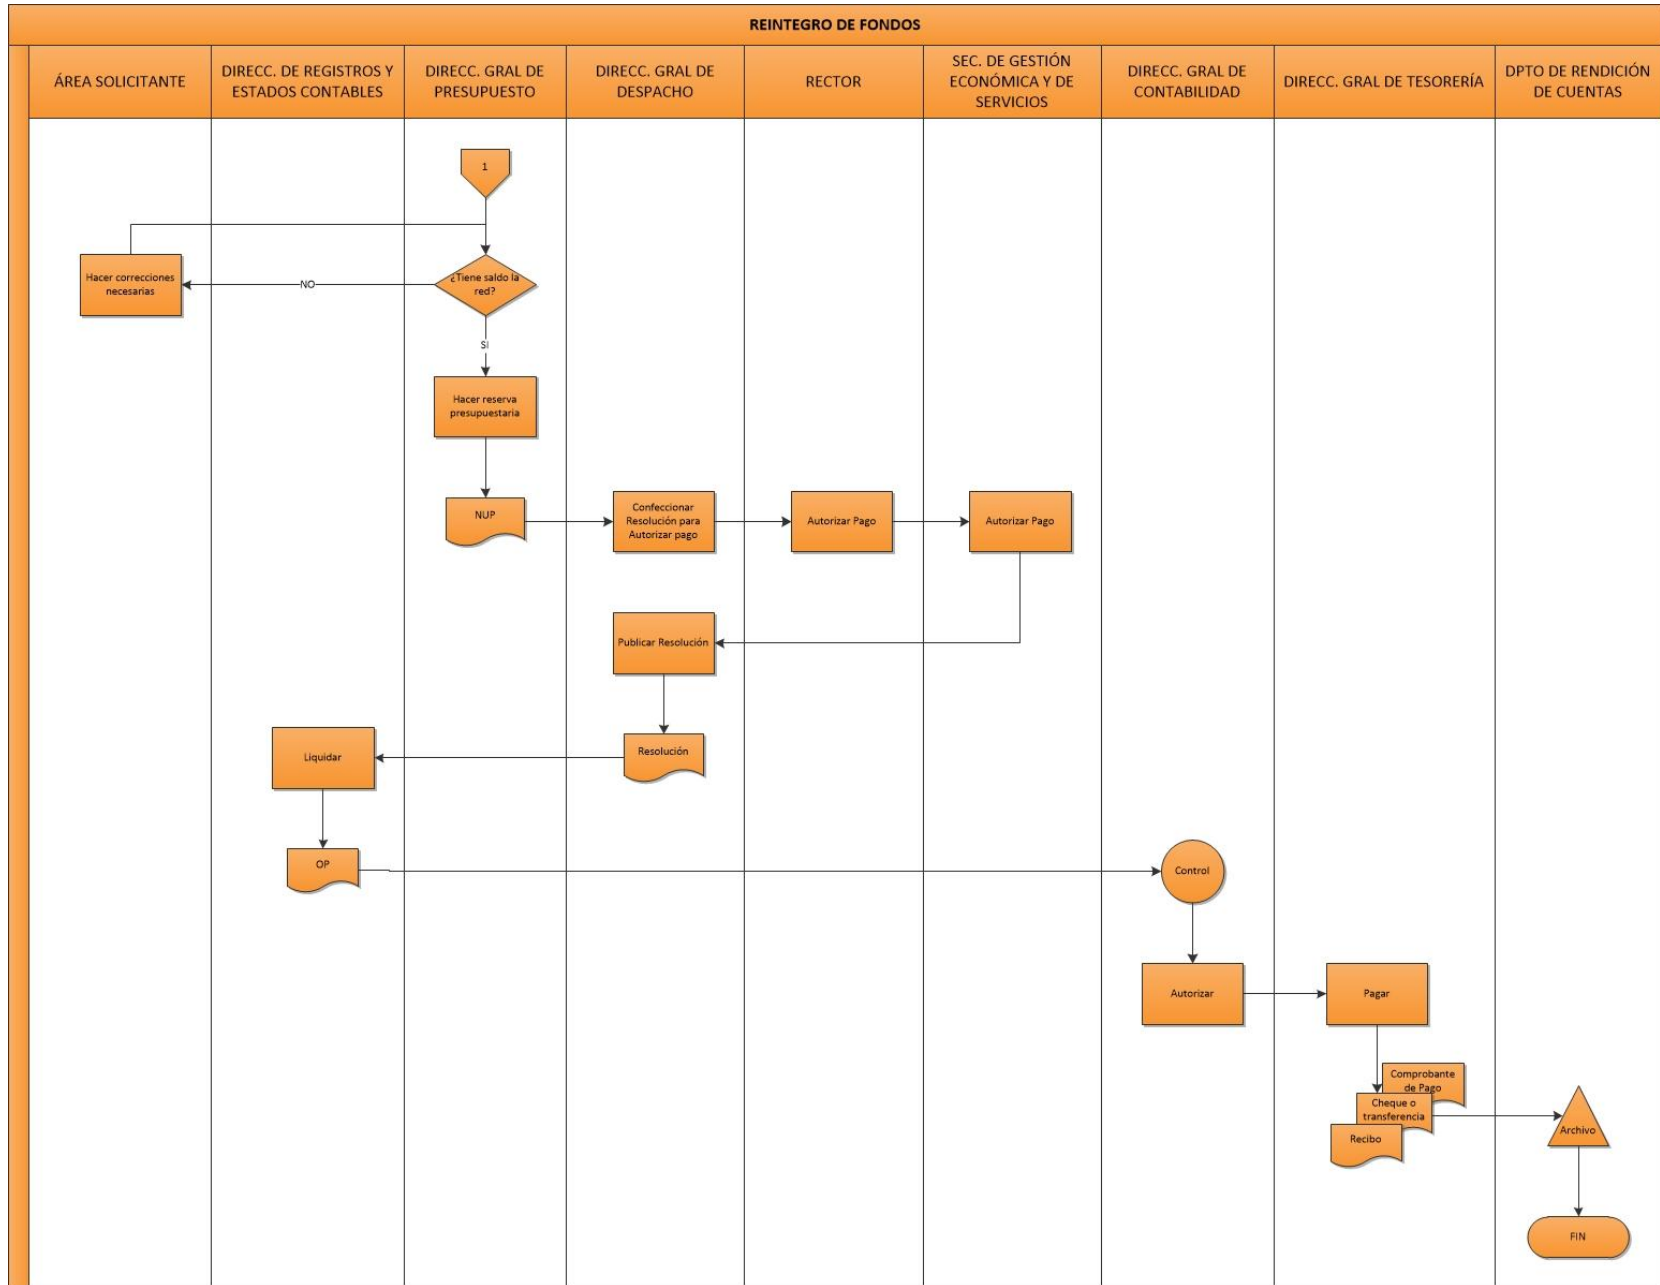 REINTEGRO DE FONDOS
ÁREA SOLICITANTE
DIRECC. DE REGISTROS Y
ESTADOS CONTABLES
DIRECC. GRAL DE
PRESUPUESTO
DIRECC. GRAL DE
DESPACHO
RECTOR
SEC. DE GESTIÓN
ECONÓMICA Y DE
SERVICIOS
DIRECC. GRAL DE
CONTABILIDAD
DIRECC. GRAL DE TESORERÍA
DPTO DE RENDICIÓN
DE CUENTAS
1
Hacer correcciones
necesarias
NO
¿Tiene saldo la
red?
SI
Hacer reserva
presupuestaria
NUP
Confeccionar
Resolución para
Autorizar pago
Autorizar Pago
Autorizar Pago
Publicar Resolución
Resolución
Liquidar
OP
Control
Autorizar
Pagar
Comprobante
de Pago
Cheque o
transferencia
Recibo
Archivo
FIN